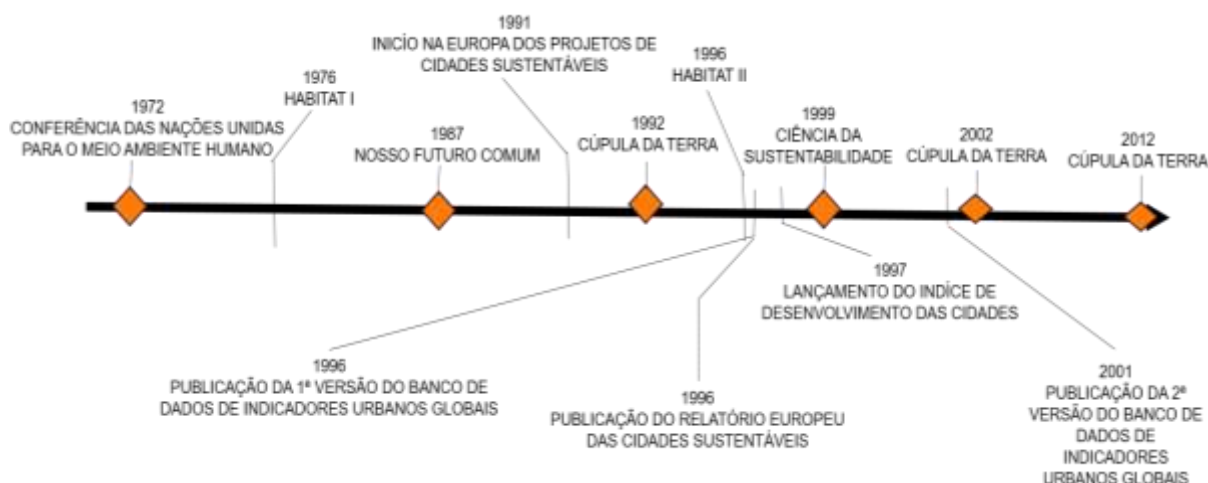 1972
CONFERÊNCIA DAS NAÇÕES UNIDAS
PARA O MEIO AMBIENTE HUMANO
1976
HABITAT I
1987
NOSSO FUTURO COMUM
1991
INICÍO NA EUROPA DOS PROJETOS DE
CIDADES SUSTENTÁVEIS
1992
CÚPULA DA TERRA
1996
HABITAT II
1999
CIÊNCIA DA
SUSTENTABILIDADE
2002
CÚPULA DA TERRA
2012
CÚPULA DA TERRA
1996
PUBLICAÇÃO DA 1ª VERSÃO DO BANCO DE
DADOS DE INDICADORES URBANOS GLOBAIS
1996
PUBLICAÇÃO DO RELATÓRIO EUROPEU
DAS CIDADES SUSTENTÁVEIS
1997
LANÇAMENTO DO INDÍCE DE
DESENVOLVIMENTO DAS CIDADES
2001
PUBLICAÇÃO DA 2ª
VERSÃO DO BANCO DE
DADOS DE
INDICADORES
URBANOS GLOBAIS